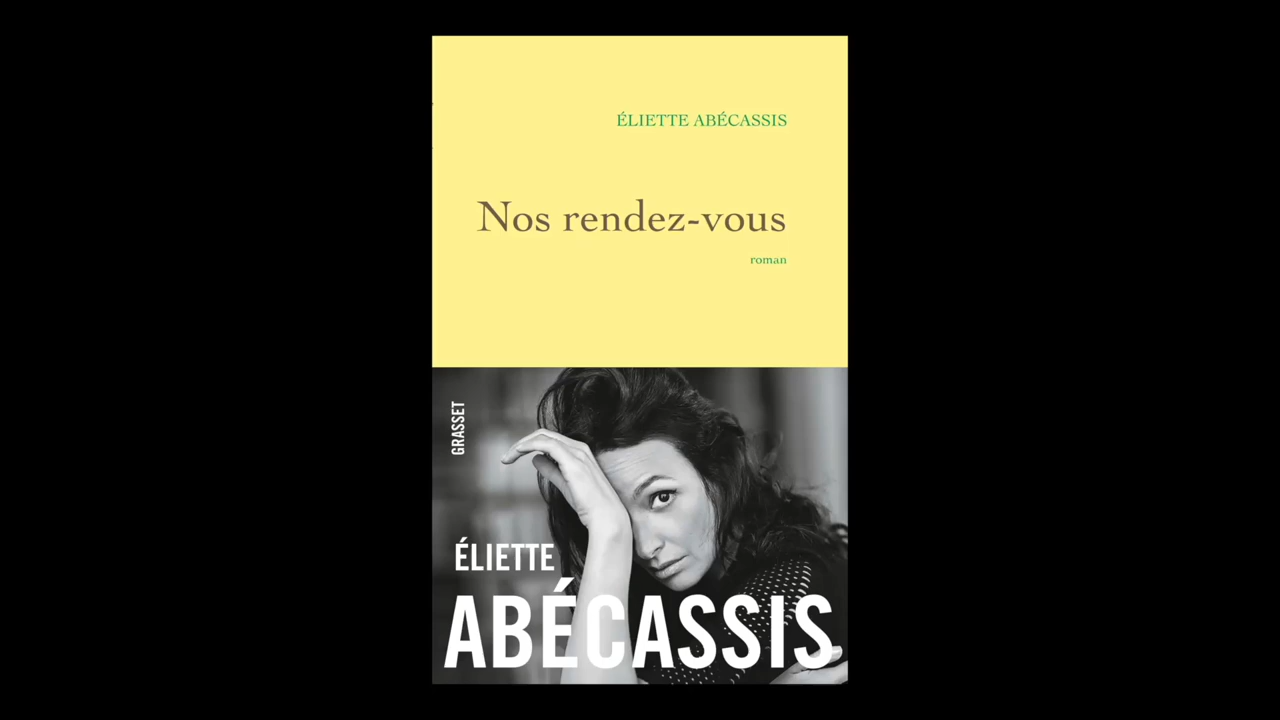 ÉLIETTE ABÉCASSIS
Nos rendez-vous
roman
GRASSET
ÉLIETTE
ABÉCASSIS